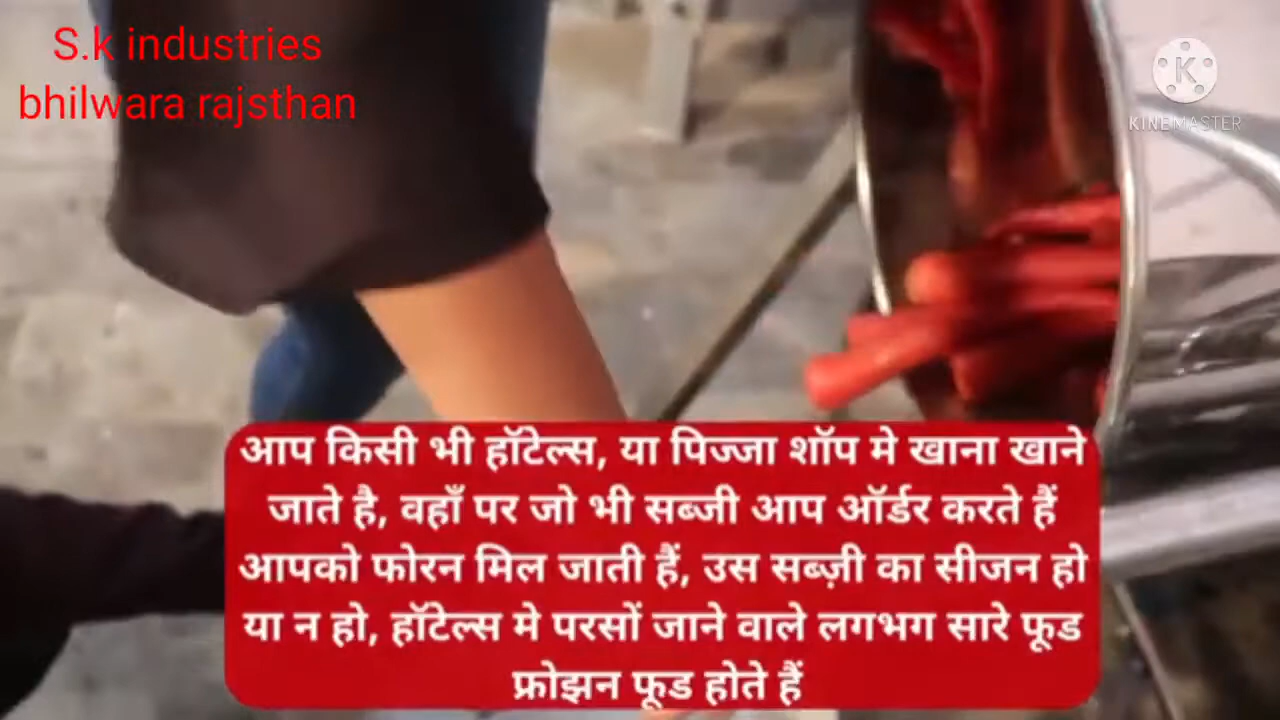 S.k industries
bhilwara rajsthan
K
KINEMASTER
आप किसी भी हॉटेल्स, या पिज्जा शॉप मे खाना खाने
जाते है, वहाँ पर जो भी सब्जी आप ऑर्डर करते हैं
आपको फोरन मिल जाती हैं, उस सब्ज़ी का सीजन हो
या न हो, हॉटेल्स मे परसों जाने वाले लगभग सारे फूड
फ्रोझन फूड होते हैं